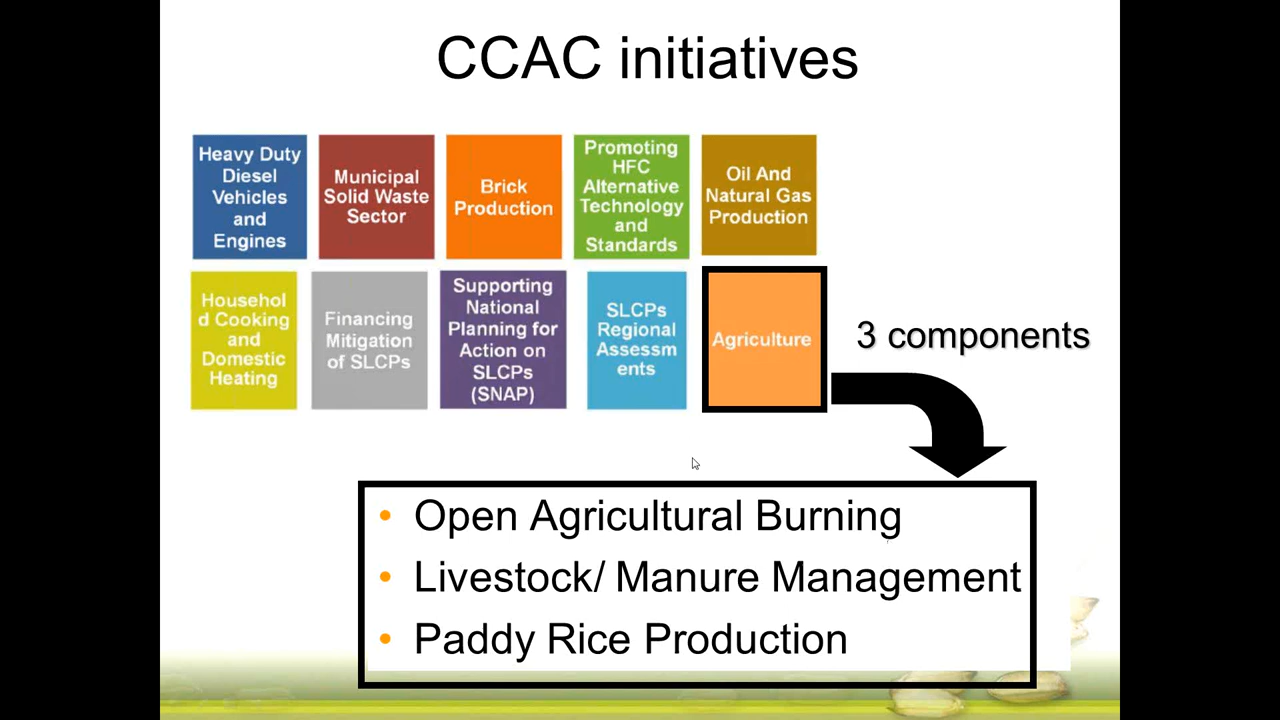 CCAC initiatives
Heavy Duty
Diesel
Vehicles
and
Engines
Municipal
Solid Waste
Sector
Brick
Production
Promoting
HFC
Alternative
Technology
and
Standards
Oil And
Natural Gas
Production
Househol
d Cooking
and
Domestic
Heating
Financing
Mitigation
of SLCPs
Supporting
National
Planning for
Action on
SLCPs
(SNAP)
SLCPs
Regional
Assessm
ents
Agriculture
3 components
• Open Agricultural Burning
• Livestock/ Manure Management
• Paddy Rice Production